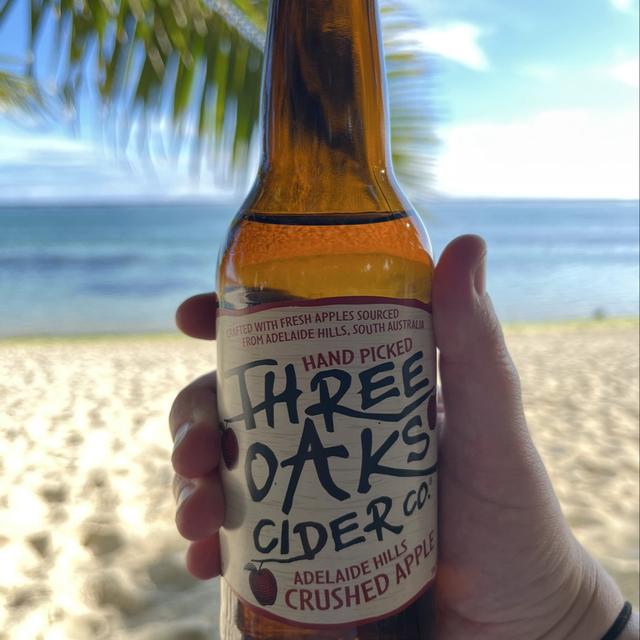 CRAFTED WITH FRESH APPLES SOURCED
FROM ADELAIDE HILLS, SOUTH AUSTRALIA
HAND PICKED
THREE
OAKS
CIDER CO.
ADELAIDE HILLS
CRUSHED APPLE